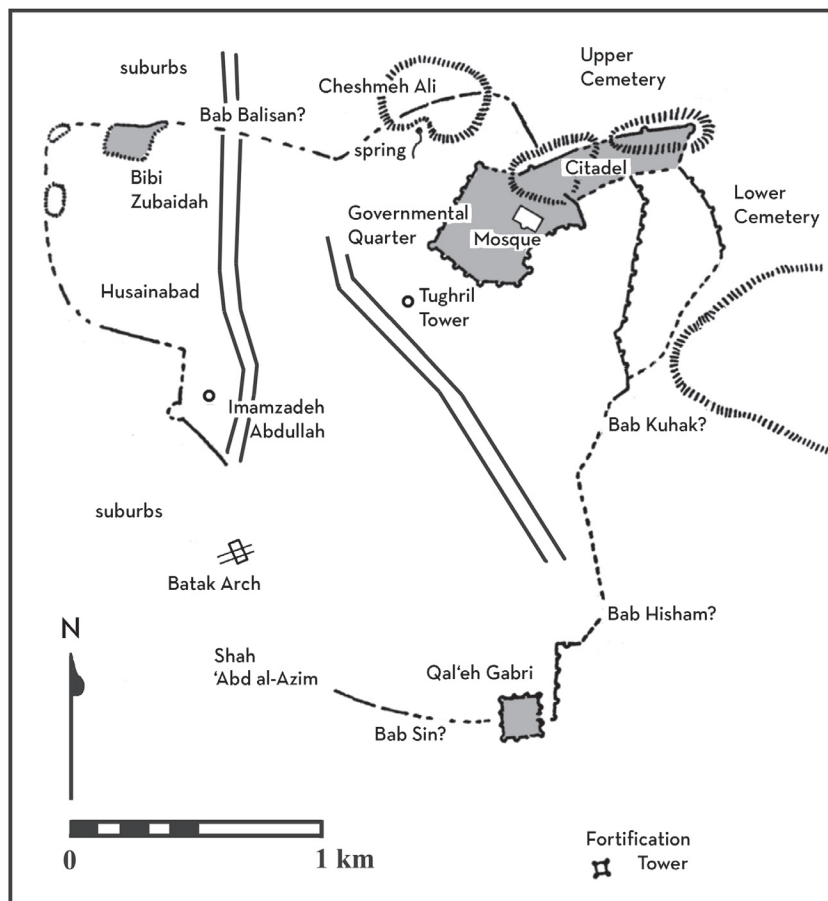 suburbs
Cheshmeh Ali
Upper
Cemetery
Bab Balisan?
spring
Citadel
Bibi
Zubaidah
Lower
Cemetery
Governmental
Quarter
Mosque
Husainabad
Tughril
Tower
Imamzadeh
Abdullah
Bab Kuhak?
suburbs
Batak Arch
Bab Hisham?
N
Shah
‘Abd al-Azim
Qal‘eh Gabri
Bab Sin?
0
1 km
Fortification
Tower